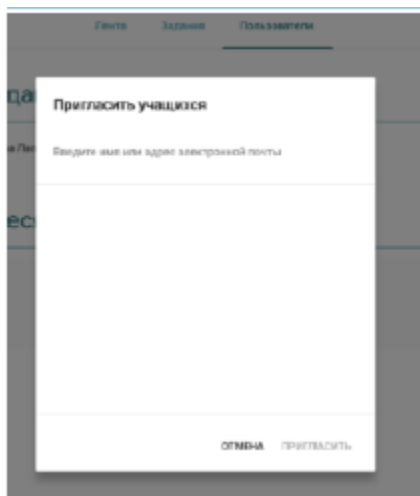 Лента Задания Пользователи
Пригласить учащихся
Введите имя или адрес электронной почты
ОТМЕНА ПРИГЛАСИТЬ